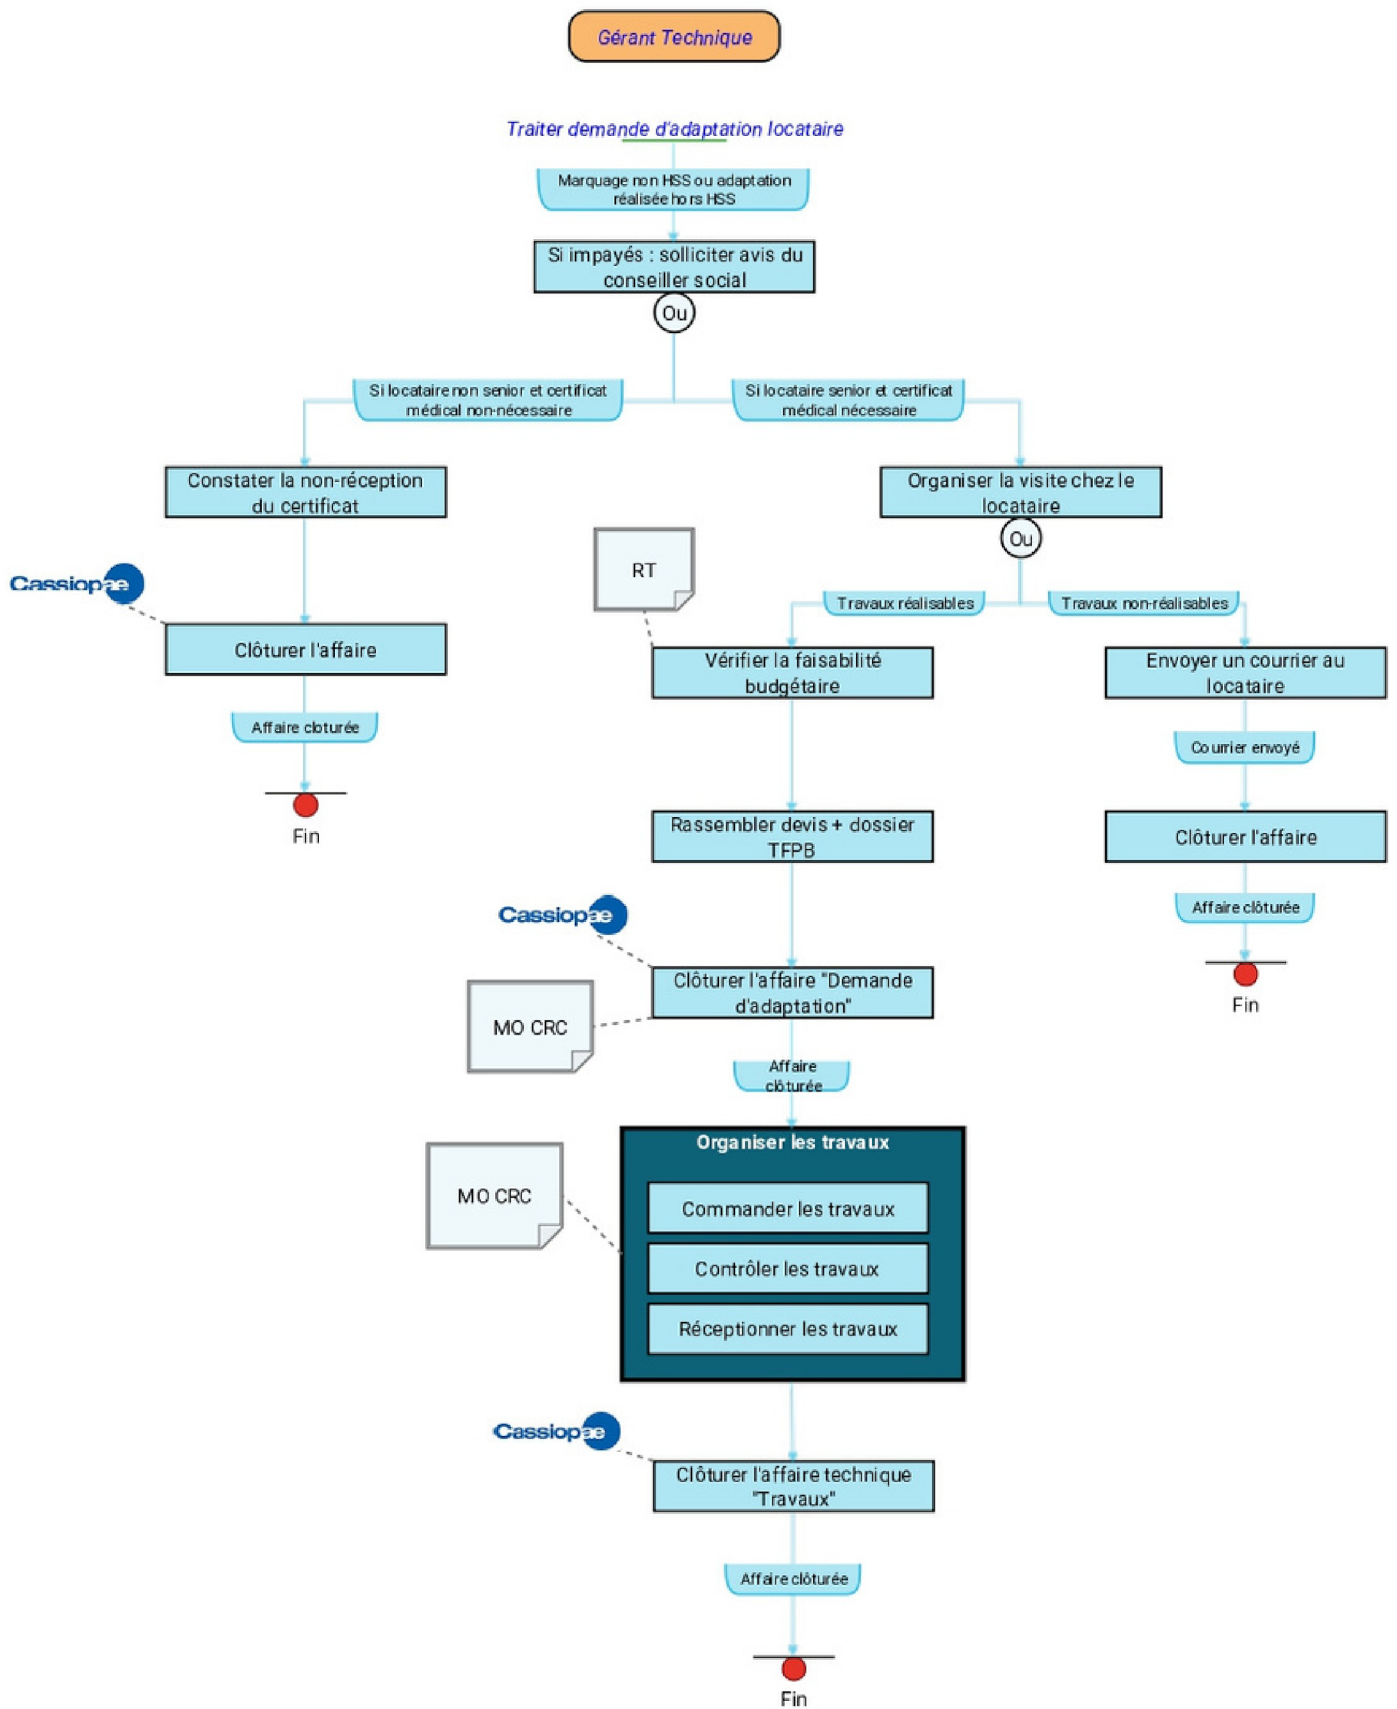 Gérant Technique
Traiter demande d'adaptation locataire
Marquage non HSS ou adaptation
réalisée hors HSS
Si impayés : solliciter avis du
conseiller social
Ou
Si locataire non senior et certificat
médical non-nécessaire
Si locataire senior et certificat
médical nécessaire
Constater la non-réception
du certificat
Organiser la visite chez le
locataire
Ou
Cassiopae
RT
Travaux réalisables
Travaux non-réalisables
Clôturer l'affaire
Vérifier la faisabilité
budgétaire
Envoyer un courrier au
locataire
Affaire cloturée
Courrier envoyé
Fin
Rassembler devis + dossier
TFPB
Clôturer l'affaire
Cassiopae
Affaire clôturée
Clôturer l'affaire "Demande
d'adaptation"
Fin
MO CRC
Affaire
clôturée
Organiser les travaux
MO CRC
Commander les travaux
Contrôler les travaux
Réceptionner les travaux
Cassiopae
Clôturer l'affaire technique
"Travaux"
Affaire clôturée
Fin